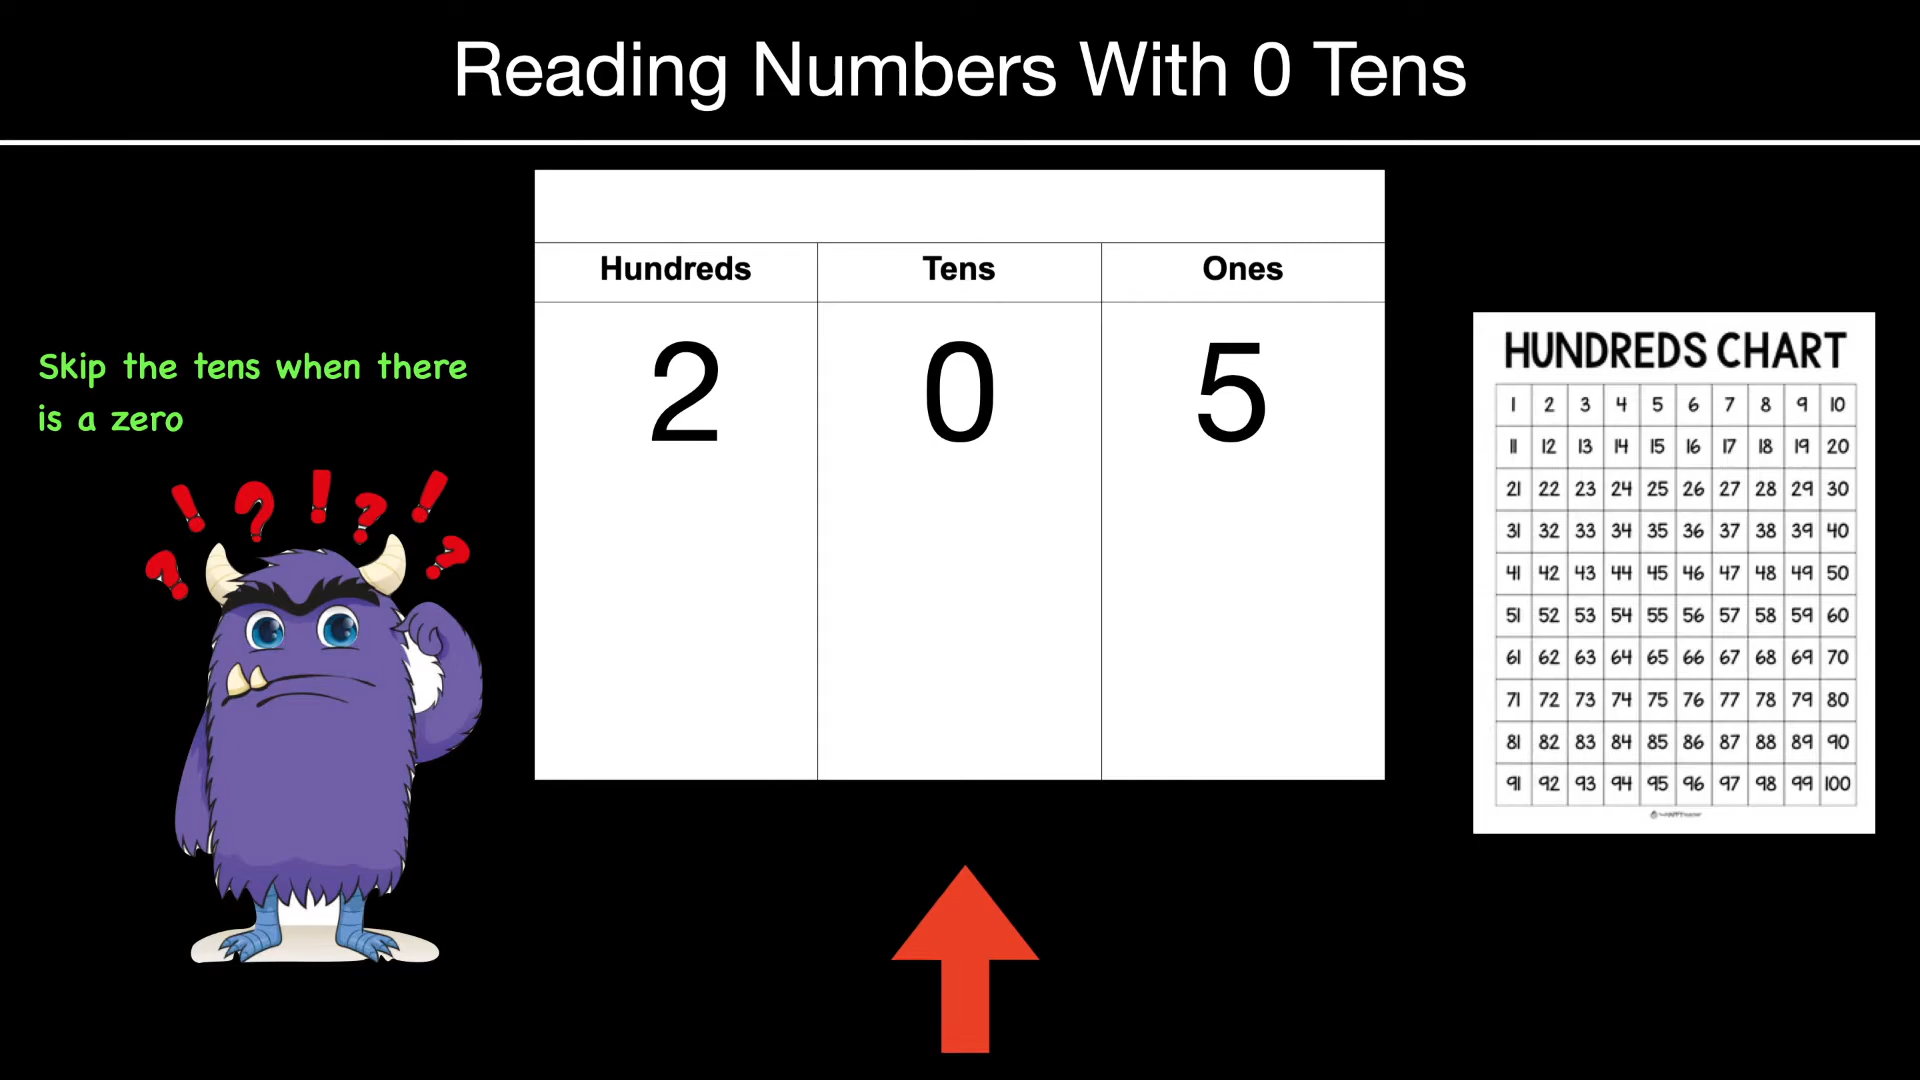 Reading Numbers With 0 Tens
Skip the tens when there
is a zero
Hundreds Tens Ones
2 0 5
HUNDREDS CHART
1 2 3 4 5 6 7 8 9 10
11 12 13 14 15 16 17 18 19 20
21 22 23 24 25 26 27 28 29 30
31 32 33 34 35 36 37 38 39 40
41 42 43 44 45 46 47 48 49 50
51 52 53 54 55 56 57 58 59 60
61 62 63 64 65 66 67 68 69 70
71 72 73 74 75 76 77 78 79 80
81 82 83 84 85 86 87 88 89 90
91 92 93 94 95 96 97 98 99 100